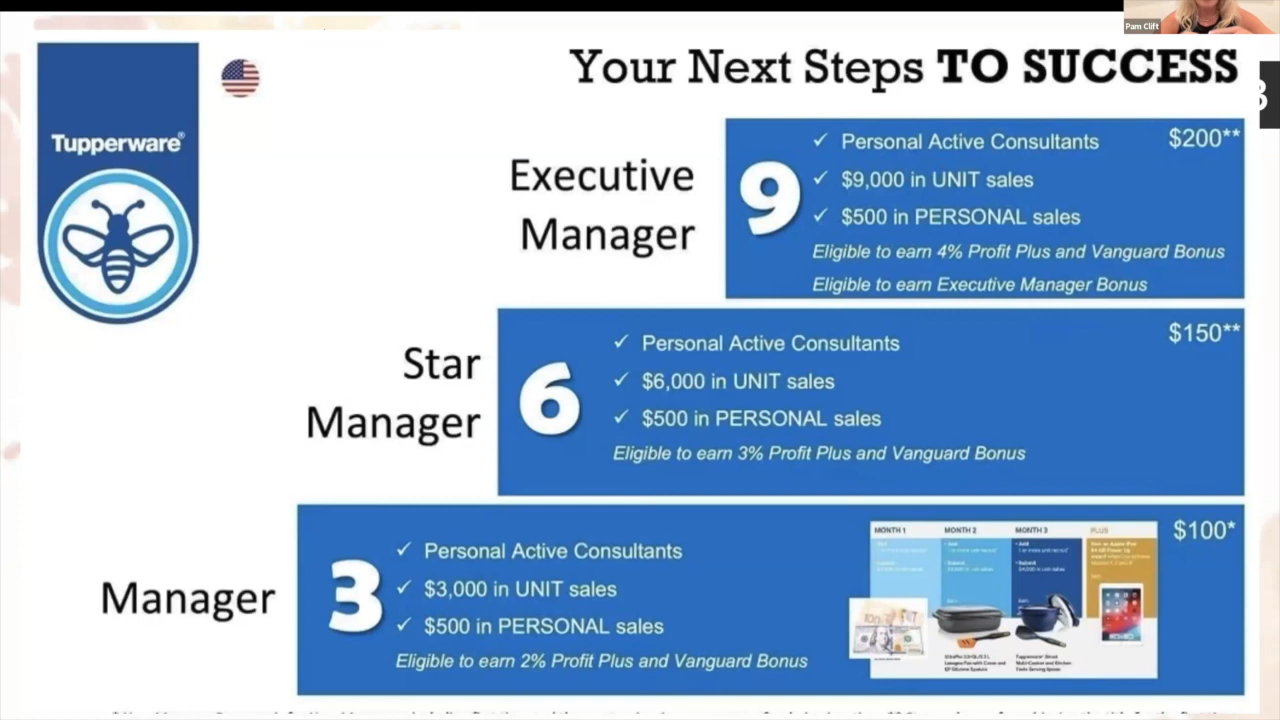 Pam Clift
Your Next Steps TO SUCCESS
Tupperware®
Executive
Manager
9
✓ Personal Active Consultants
$200**
✓ $9,000 in UNIT sales
✓ $500 in PERSONAL sales
Eligible to earn 4% Profit Plus and Vanguard Bonus
Eligible to earn Executive Manager Bonus
Star
Manager
6
✓ Personal Active Consultants
$150**
✓ $6,000 in UNIT sales
✓ $500 in PERSONAL sales
Eligible to earn 3% Profit Plus and Vanguard Bonus
Manager
3
✓ Personal Active Consultants
$100*
✓ $3,000 in UNIT sales
✓ $500 in PERSONAL sales
Eligible to earn 2% Profit Plus and Vanguard Bonus
MONTH 1
MONTH 2
MONTH 3
PLUS